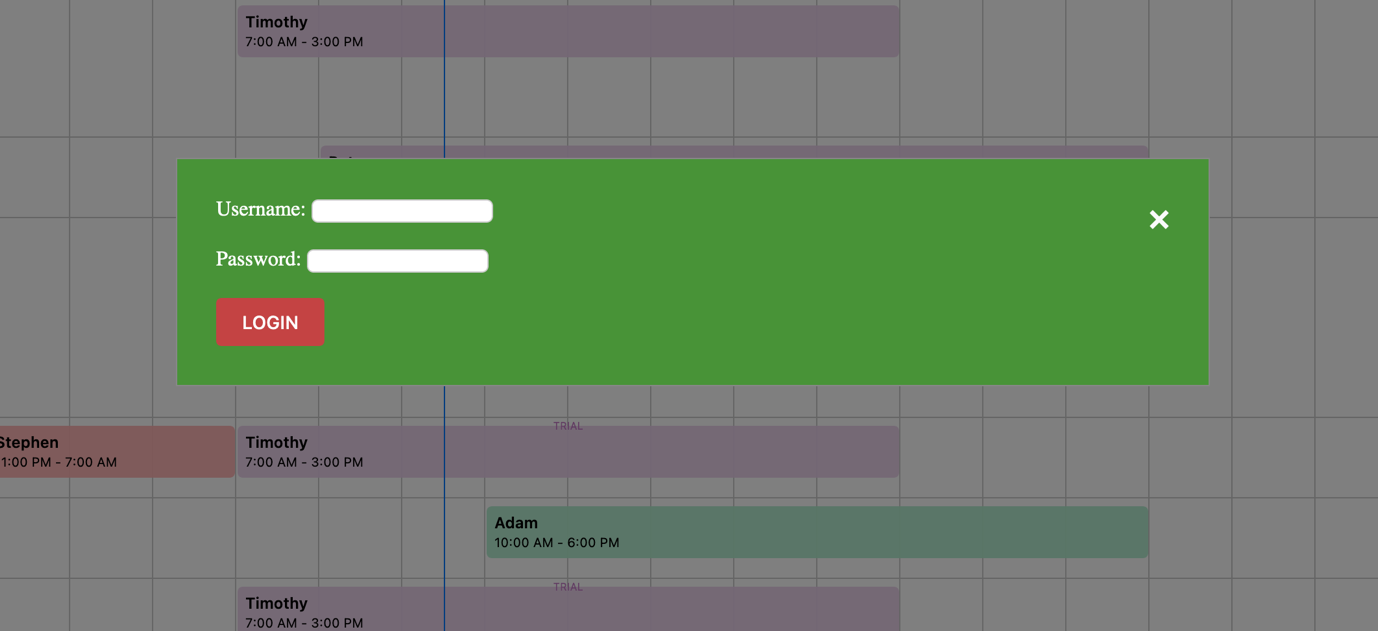 Timothy
7:00 AM - 3:00 PM
Username:
Password:
LOGIN
TRIAL
Stephen
1:00 PM - 7:00 AM
Timothy
7:00 AM - 3:00 PM
Adam
10:00 AM - 6:00 PM
TRIAL
Timothy
7:00 AM - 3:00 PM